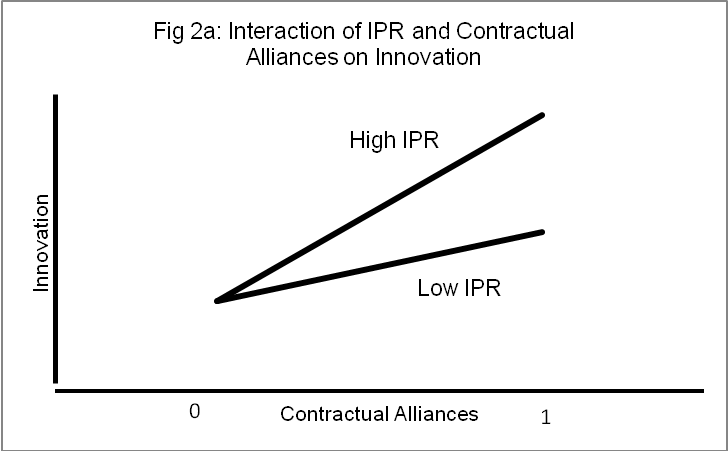 Fig 2a: Interaction of IPR and Contractual
Alliances on Innovation
High IPR
Innovation
Low IPR
0
Contractual Alliances
1